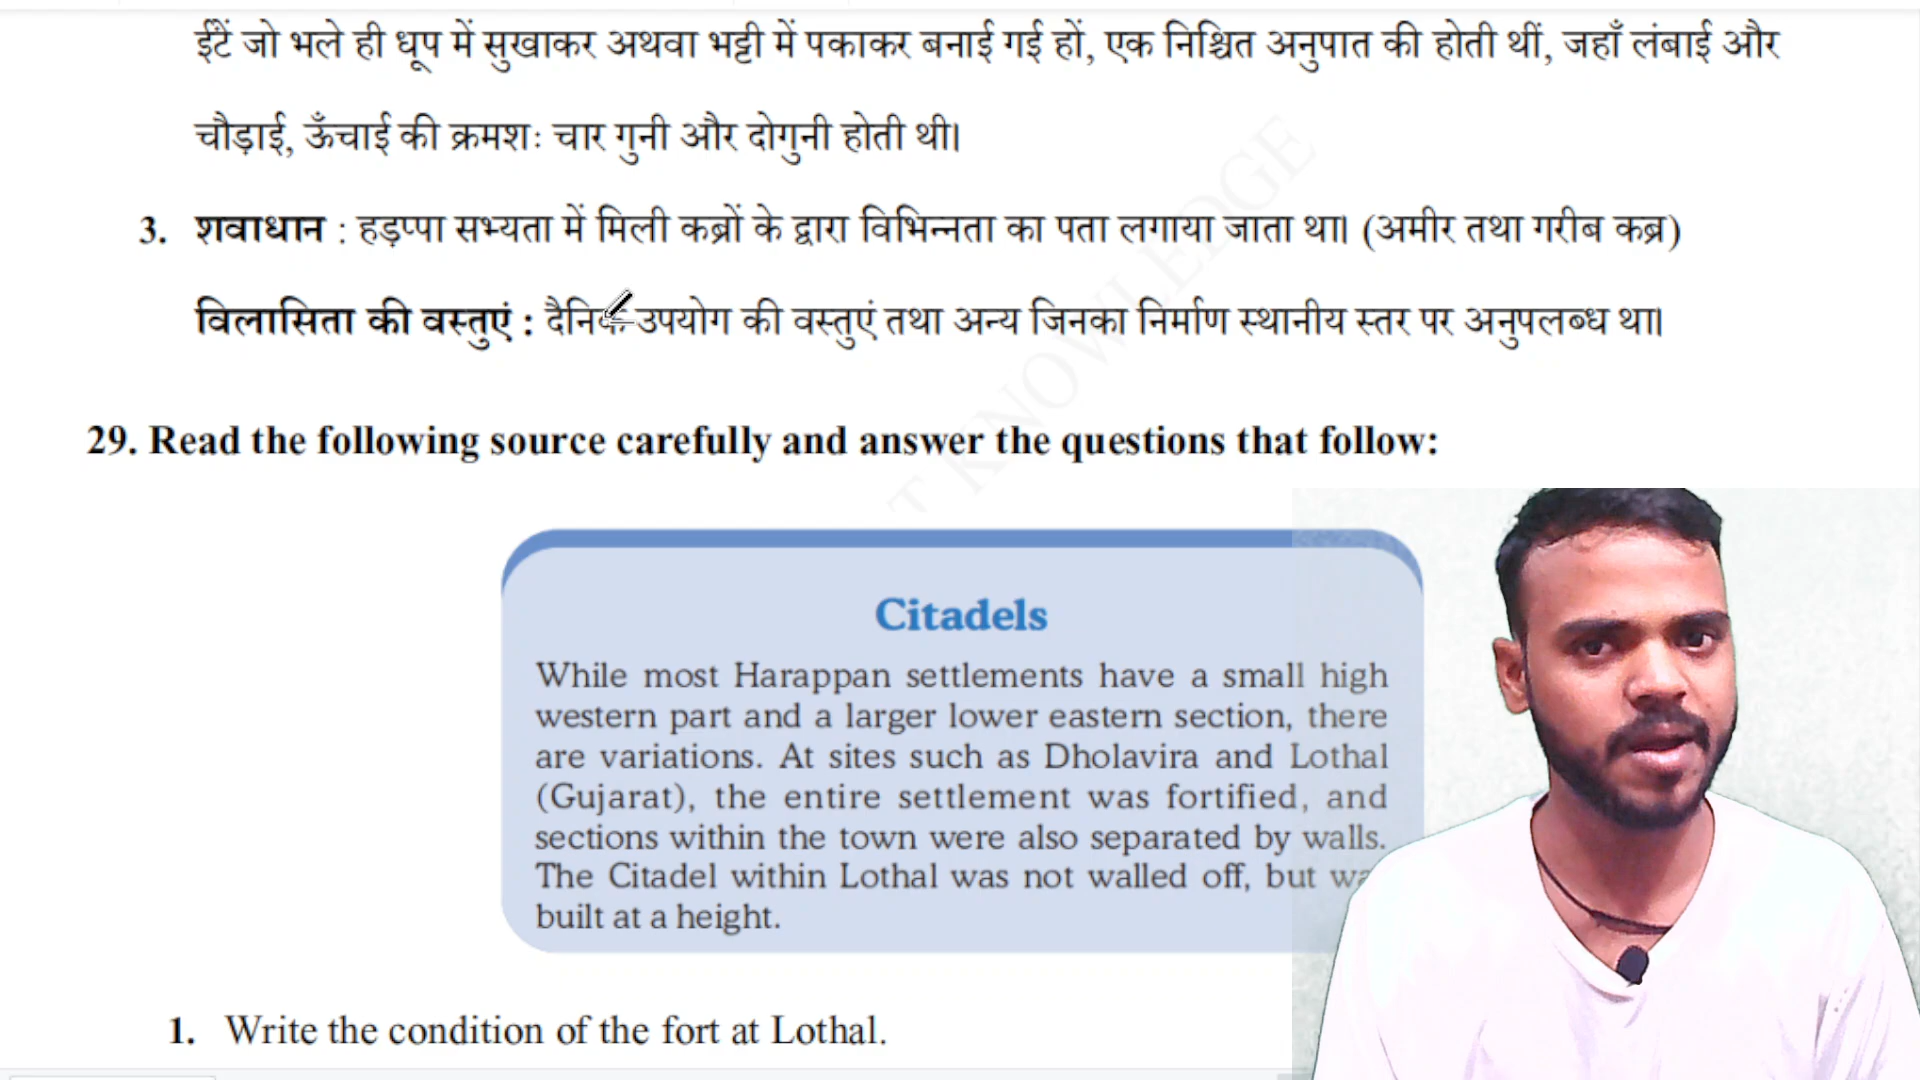 ईंटें जो भले ही धूप में सुखाकर अथवा भट्टी में पकाकर बनाई गई हों, एक निश्चित अनुपात की होती थीं, जहाँ लंबाई और
चौड़ाई, ऊँचाई की क्रमशः चार गुनी और दोगुनी होती थी।
3. शवाधान : हड़प्पा सभ्यता में मिली कब्रों के द्वारा विभिन्नता का पता लगाया जाता था। (अमीर तथा गरीब कब्र)
विलासिता की वस्तुएं : दैनिक उपयोग की वस्तुएं तथा अन्य जिनका निर्माण स्थानीय स्तर पर अनुपलब्ध था।
29. Read the following source carefully and answer the questions that follow:
Citadels
While most Harappan settlements have a small high
western part and a larger lower eastern section, there
are variations. At sites such as Dholavira and Lothal
(Gujarat), the entire settlement was fortified, and
sections within the town were also separated by walls.
The Citadel within Lothal was not walled off, but
built at a height.
1. Write the condition of the fort at Lothal.
KNOWLEDGE